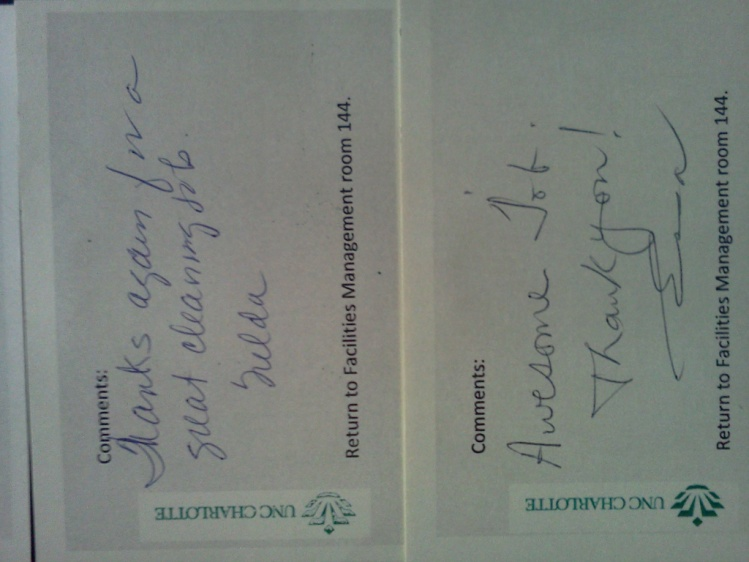 Comments:
Thanks again for a
great cleaning job.
Zelda
Return to Facilities Management room 144.
UNC CHARLOTTE
Comments:
Awesome Job.
Thank you!
Return to Facilities Management room 144.
UNC CHARLOTTE